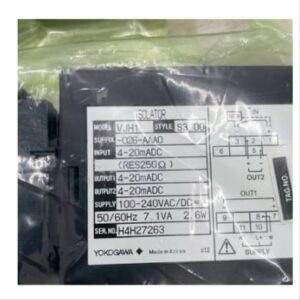 ISOLATOR
MODEL VJH1 STYLE S3.00
SUFFIX -026-AAA0
INPUT 4-20mADC
(RES250Ω)
OUTPUT1 4-20mADC
OUTPUT2 4-20mADC
SUPPLY 100-240VAC/DC
50/60Hz 7.1VA 2.6W
SER.NO. H4H27263
YOKOGAWA Made in Korea
IN
OUT2
OUT1
SUPPLY
TAG.NO.